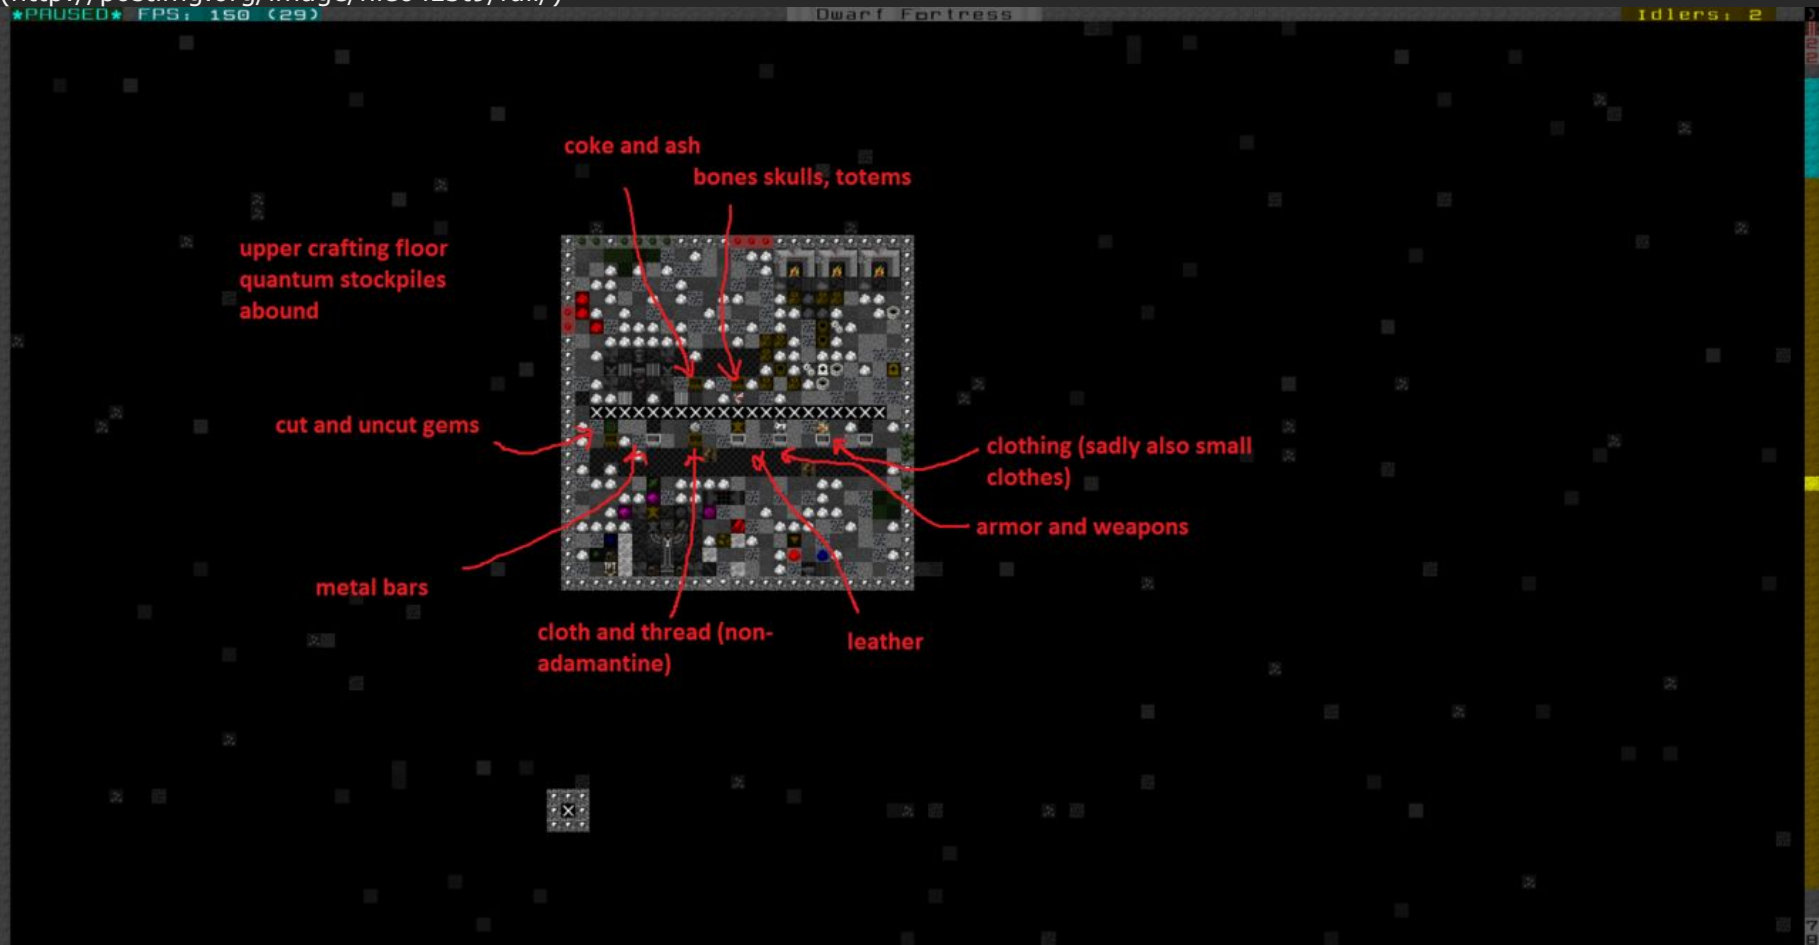 *PAUSED* FPS: 150 (29)
Dwarf Fortress
Idlers: 2
coke and ash
bones skulls, totems
upper crafting floor
quantum stockpiles
abound
cut and uncut gems
clothing (sadly also small
clothes)
armor and weapons
metal bars
cloth and thread (non-
adamantine)
leather